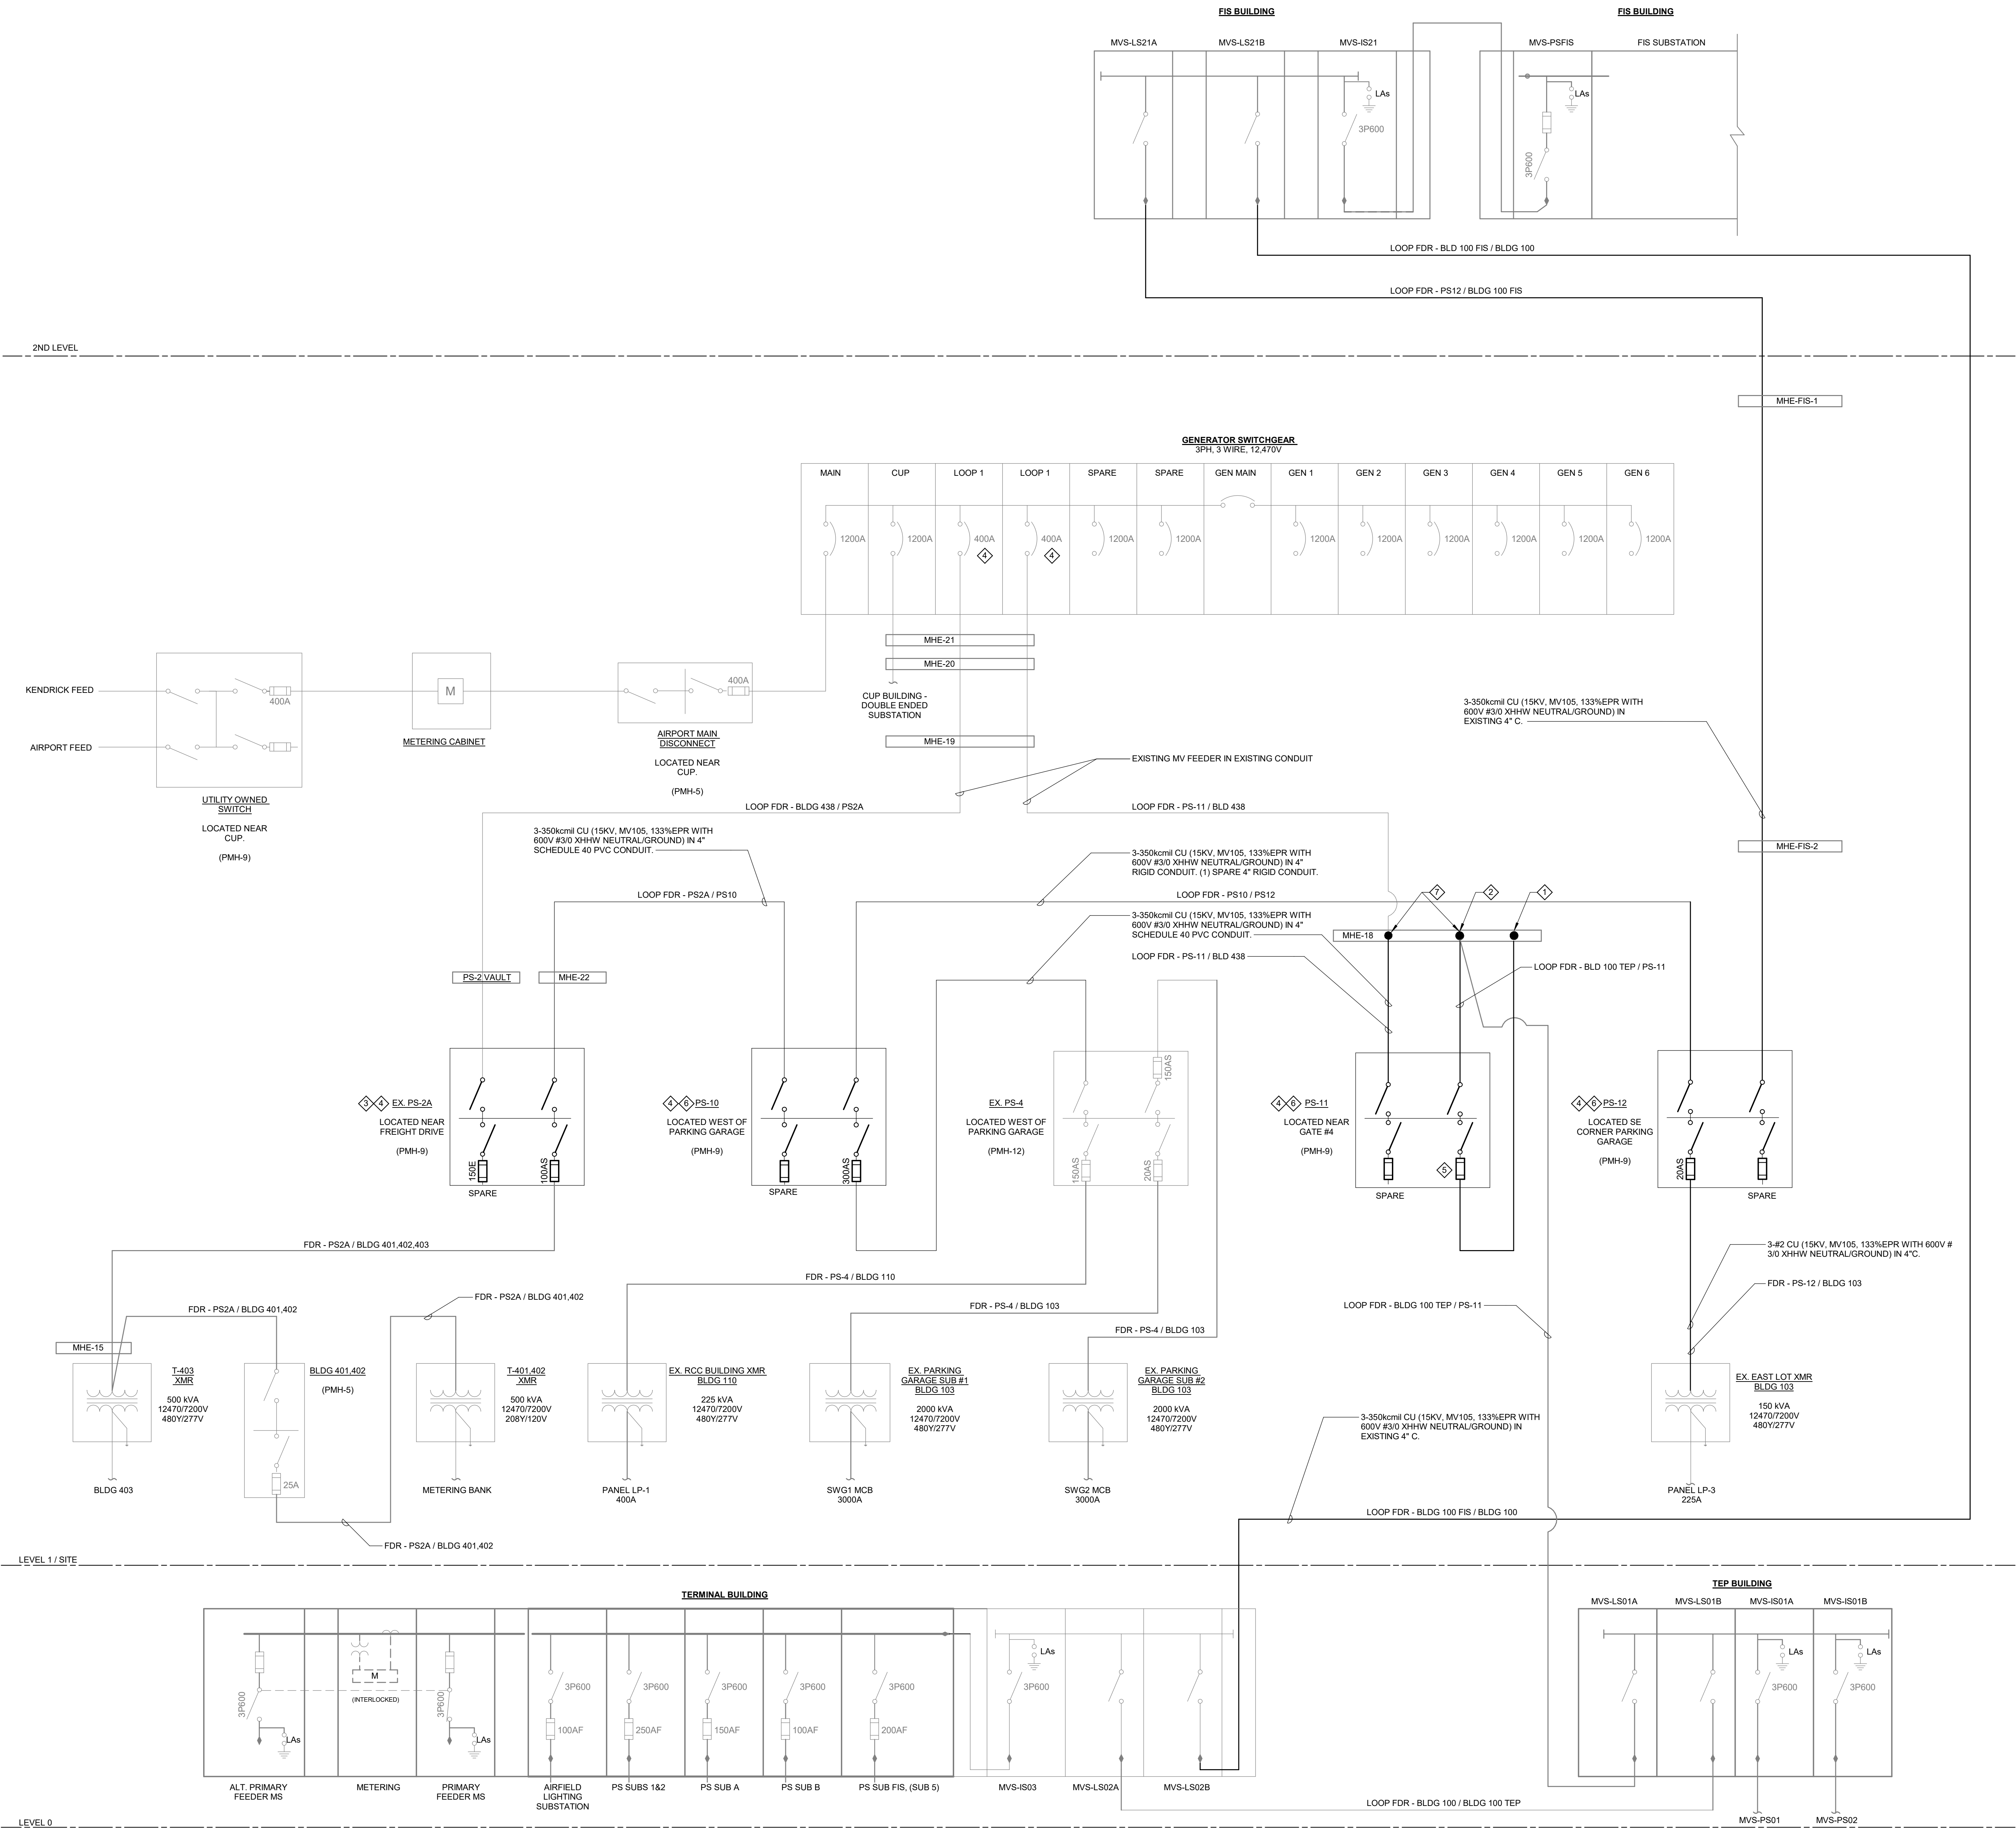 FIS BUILDING
FIS BUILDING
MVS-LS21A
MVS-LS21B
MVS-IS21
MVS-PSFIS
FIS SUBSTATION
LAs
LAs
3P600
3P600
LOOP FDR - BLD 100 FIS / BLDG 100
LOOP FDR - PS12 / BLDG 100 FIS
2ND LEVEL
MHE-FIS-1
GENERATOR SWITCHGEAR
3PH, 3 WIRE, 12,470V
MAIN
CUP
LOOP 1
LOOP 1
SPARE
SPARE
GEN MAIN
GEN 1
GEN 2
GEN 3
GEN 4
GEN 5
GEN 6
1200A
1200A
400A
400A
1200A
1200A
1200A
1200A
1200A
1200A
1200A
1200A
4
4
MHE-21
MHE-20
KENDRICK FEED
400A
M
400A
CUP BUILDING -
DOUBLE ENDED
SUBSTATION
3-350kcmil CU (15KV, MV105, 133%EPR WITH
600V #3/0 XHHW NEUTRAL/GROUND) IN
EXISTING 4" C.
AIRPORT FEED
METERING CABINET
AIRPORT MAIN
DISCONNECT
LOCATED NEAR
CUP.
(PMH-5)
MHE-19
EXISTING MV FEEDER IN EXISTING CONDUIT
UTILITY OWNED
SWITCH
LOCATED NEAR
CUP.
(PMH-9)
LOOP FDR - BLDG 438 / PS2A
LOOP FDR - PS-11 / BLD 438
3-350kcmil CU (15KV, MV105, 133%EPR WITH
600V #3/0 XHHW NEUTRAL/GROUND) IN 4"
SCHEDULE 40 PVC CONDUIT.
MHE-FIS-2
3-350kcmil CU (15KV, MV105, 133%EPR WITH
600V #3/0 XHHW NEUTRAL/GROUND) IN 4"
RIGID CONDUIT. (1) SPARE 4" RIGID CONDUIT.
LOOP FDR - PS2A / PS10
LOOP FDR - PS10 / PS12
7
2
1
3-350kcmil CU (15KV, MV105, 133%EPR WITH
600V #3/0 XHHW NEUTRAL/GROUND) IN 4"
SCHEDULE 40 PVC CONDUIT.
MHE-18
LOOP FDR - PS-11 / BLD 438
LOOP FDR - BLD 100 TEP / PS-11
PS-2 VAULT
MHE-22
3
4
EX. PS-2A
LOCATED NEAR
FREIGHT DRIVE
(PMH-9)
150E
100AS
SPARE
4
6
PS-10
LOCATED WEST OF
PARKING GARAGE
(PMH-9)
300AS
SPARE
EX. PS-4
LOCATED WEST OF
PARKING GARAGE
(PMH-12)
150AS
150AS
20AS
4
6
PS-11
LOCATED NEAR
GATE #4
(PMH-9)
5
SPARE
4
6
PS-12
LOCATED SE
CORNER PARKING
GARAGE
(PMH-9)
20AS
SPARE
FDR - PS2A / BLDG 401,402,403
3-#2 CU (15KV, MV105, 133%EPR WITH 600V #
3/0 XHHW NEUTRAL/GROUND) IN 4"C.
FDR - PS-4 / BLDG 110
FDR - PS-12 / BLDG 103
FDR - PS2A / BLDG 401,402
FDR - PS2A / BLDG 401,402
FDR - PS-4 / BLDG 103
LOOP FDR - BLDG 100 TEP / PS-11
FDR - PS-4 / BLDG 103
MHE-15
T-403
XMR
500 kVA
12470/7200V
480Y/277V
BLDG 403
BLDG 401,402
(PMH-5)
25A
T-401,402
XMR
500 kVA
12470/7200V
208Y/120V
METERING BANK
EX. RCC BUILDING XMR
BLDG 110
225 kVA
12470/7200V
480Y/277V
PANEL LP-1
400A
EX. PARKING
GARAGE SUB #1
BLDG 103
2000 kVA
12470/7200V
480Y/277V
SWG1 MCB
3000A
EX. PARKING
GARAGE SUB #2
BLDG 103
2000 kVA
12470/7200V
480Y/277V
SWG2 MCB
3000A
EX. EAST LOT XMR
BLDG 103
150 kVA
12470/7200V
480Y/277V
PANEL LP-3
225A
3-350kcmil CU (15KV, MV105, 133%EPR WITH
600V #3/0 XHHW NEUTRAL/GROUND) IN
EXISTING 4" C.
LOOP FDR - BLDG 100 FIS / BLDG 100
FDR - PS2A / BLDG 401,402
LEVEL 1 / SITE
TERMINAL BUILDING
TEP BUILDING
MVS-LS01A
MVS-LS01B
MVS-IS01A
MVS-IS01B
3P600
LAs
M
(INTERLOCKED)
3P600
LAs
3P600
100AF
3P600
250AF
3P600
150AF
3P600
100AF
3P600
200AF
LAs
3P600
LAs
3P600
LAs
3P600
ALT. PRIMARY
FEEDER MS
METERING
PRIMARY
FEEDER MS
AIRFIELD
LIGHTING
SUBSTATION
PS SUBS 1&2
PS SUB A
PS SUB B
PS SUB FIS, (SUB 5)
MVS-IS03
MVS-LS02A
MVS-LS02B
LOOP FDR - BLDG 100 / BLDG 100 TEP
MVS-PS01
MVS-PS02
LEVEL 0